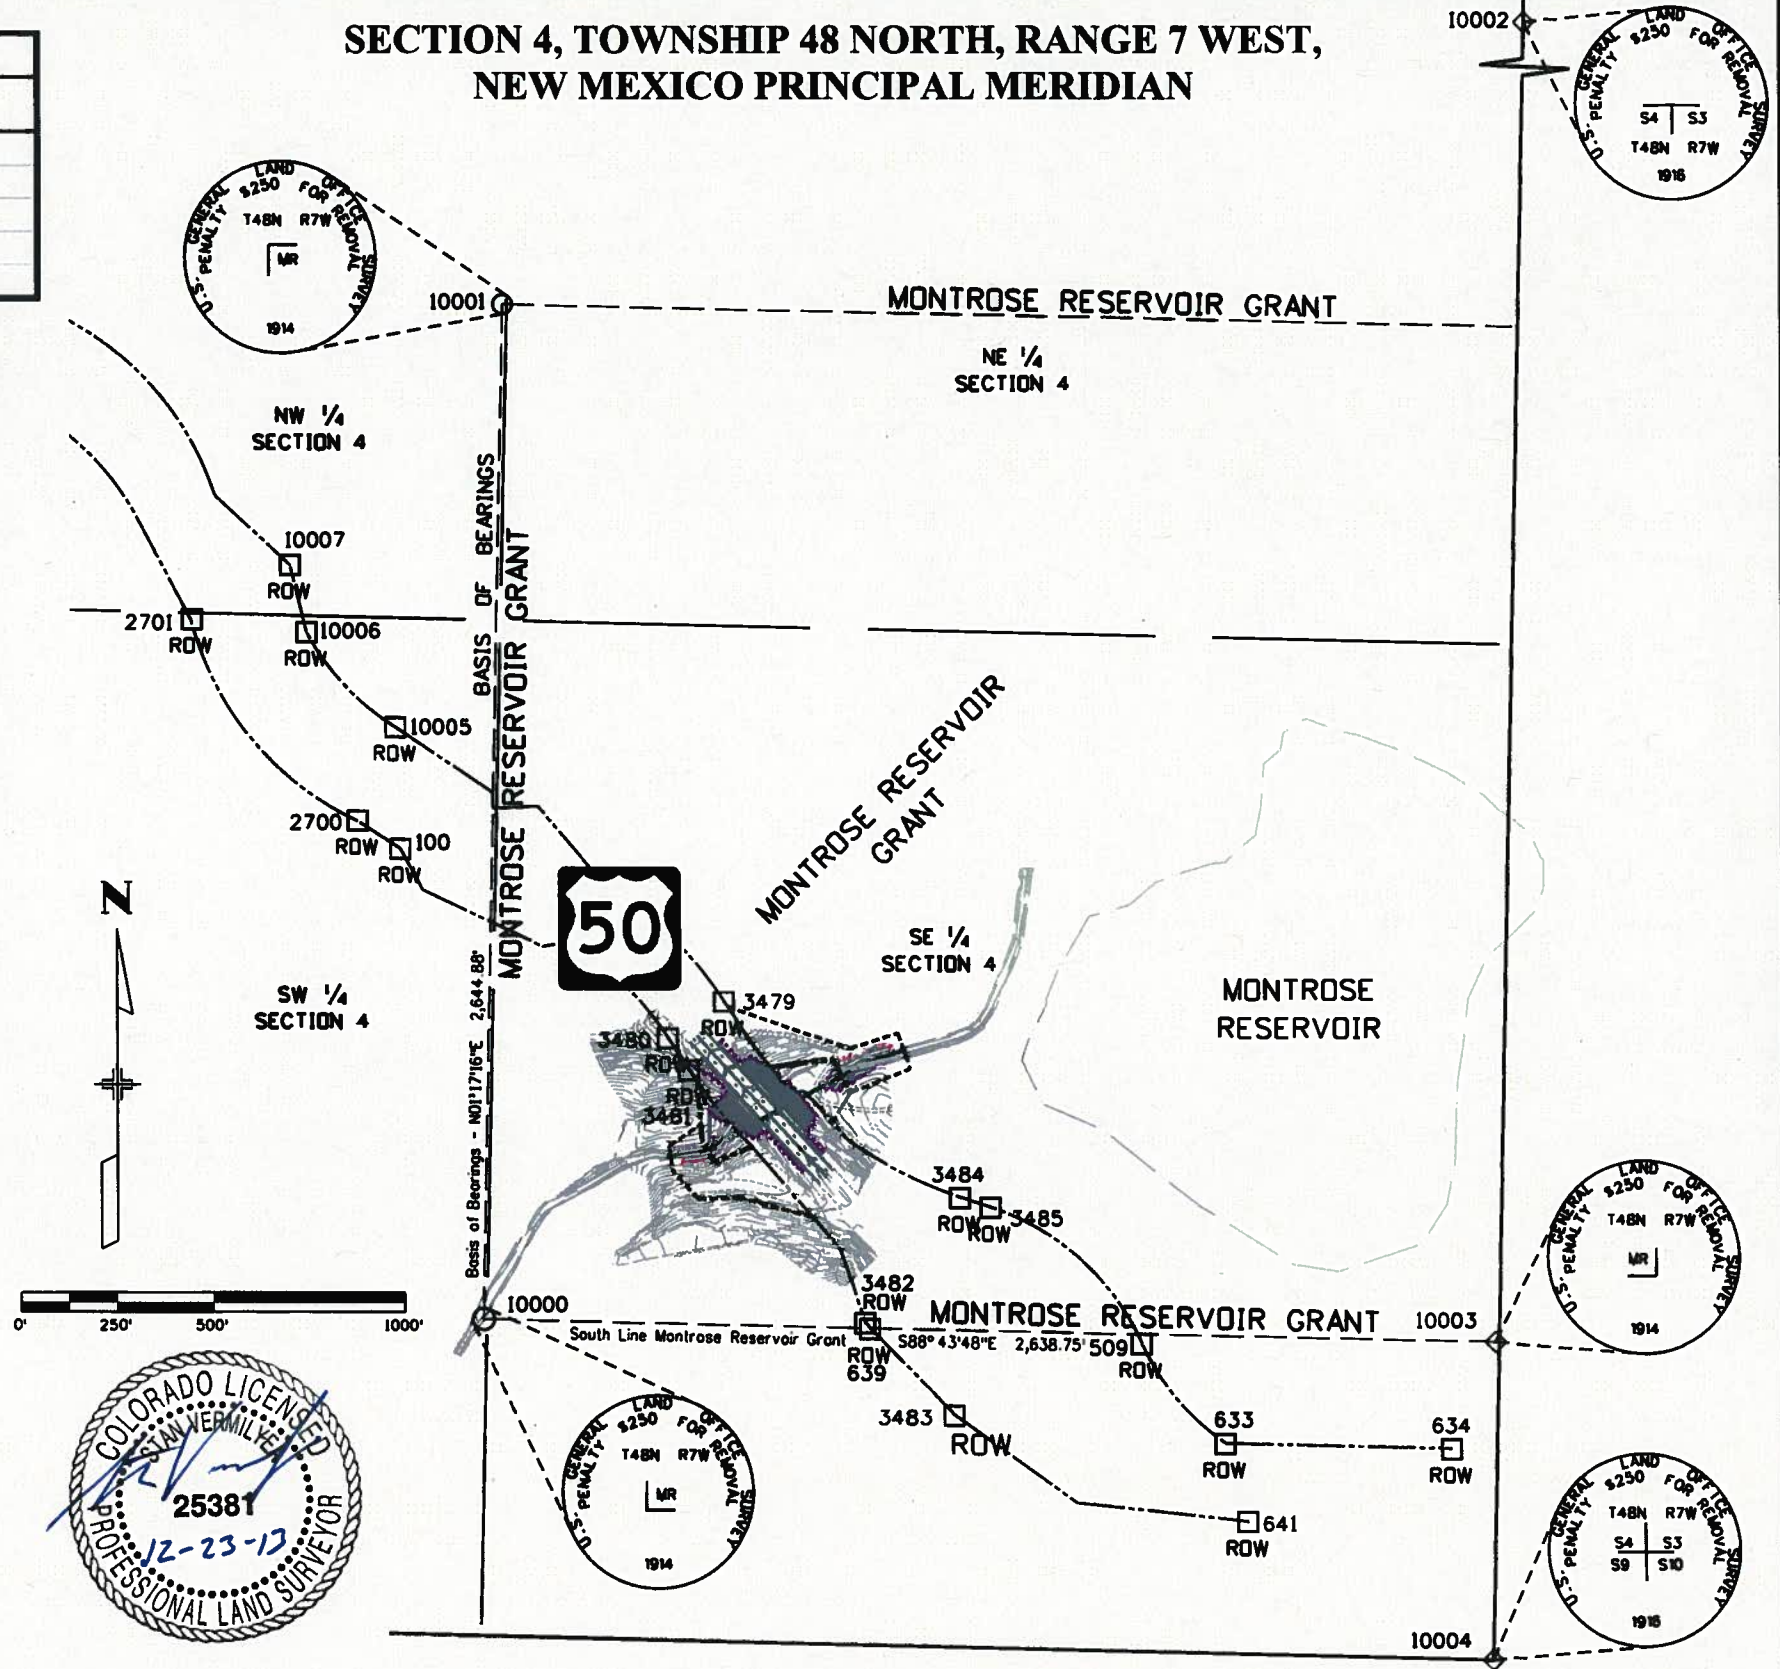 SECTION 4, TOWNSHIP 48 NORTH, RANGE 7 WEST,
NEW MEXICO PRINCIPAL MERIDIAN
10002
U.S. GENERAL LAND OFFICE SURVEY
PENALTY $250 FOR REMOVAL
S4 S3
T48N R7W
1916
U.S. GENERAL LAND OFFICE SURVEY
PENALTY $250 FOR REMOVAL
T48N R7W
MR
1914
10001
MONTROSE RESERVOIR GRANT
NE 1/4
SECTION 4
NW 1/4
SECTION 4
BASIS OF BEARINGS
MONTROSE RESERVOIR GRANT
10007
ROW
2701
ROW
10006
ROW
10005
ROW
2700
ROW
100
ROW
MONTROSE RESERVOIR
GRANT
50
N
SW 1/4
SECTION 4
SE 1/4
SECTION 4
MONTROSE
RESERVOIR
Basis of Bearings - N01°17'16"E 2,644.88'
3479
ROW
3480
ROW
ROW
3481
3484
ROW
3485
ROW
0' 250' 500' 1000'
10000
3482
ROW
MONTROSE RESERVOIR GRANT
10003
South Line Montrose Reservoir Grant
S88°43'48"E 2,638.75'
509
ROW
ROW
639
U.S. GENERAL LAND OFFICE SURVEY
PENALTY $250 FOR REMOVAL
T48N R7W
MR
1914
COLORADO LICENSED
STAN VERMILYEA
25381
12-23-13
PROFESSIONAL LAND SURVEYOR
U.S. GENERAL LAND OFFICE SURVEY
PENALTY $250 FOR REMOVAL
T48N R7W
MR
1914
3483
ROW
633
ROW
634
ROW
641
ROW
U.S. GENERAL LAND OFFICE SURVEY
PENALTY $250 FOR REMOVAL
T48N R7W
S4 S3
S9 S10
1916
10004